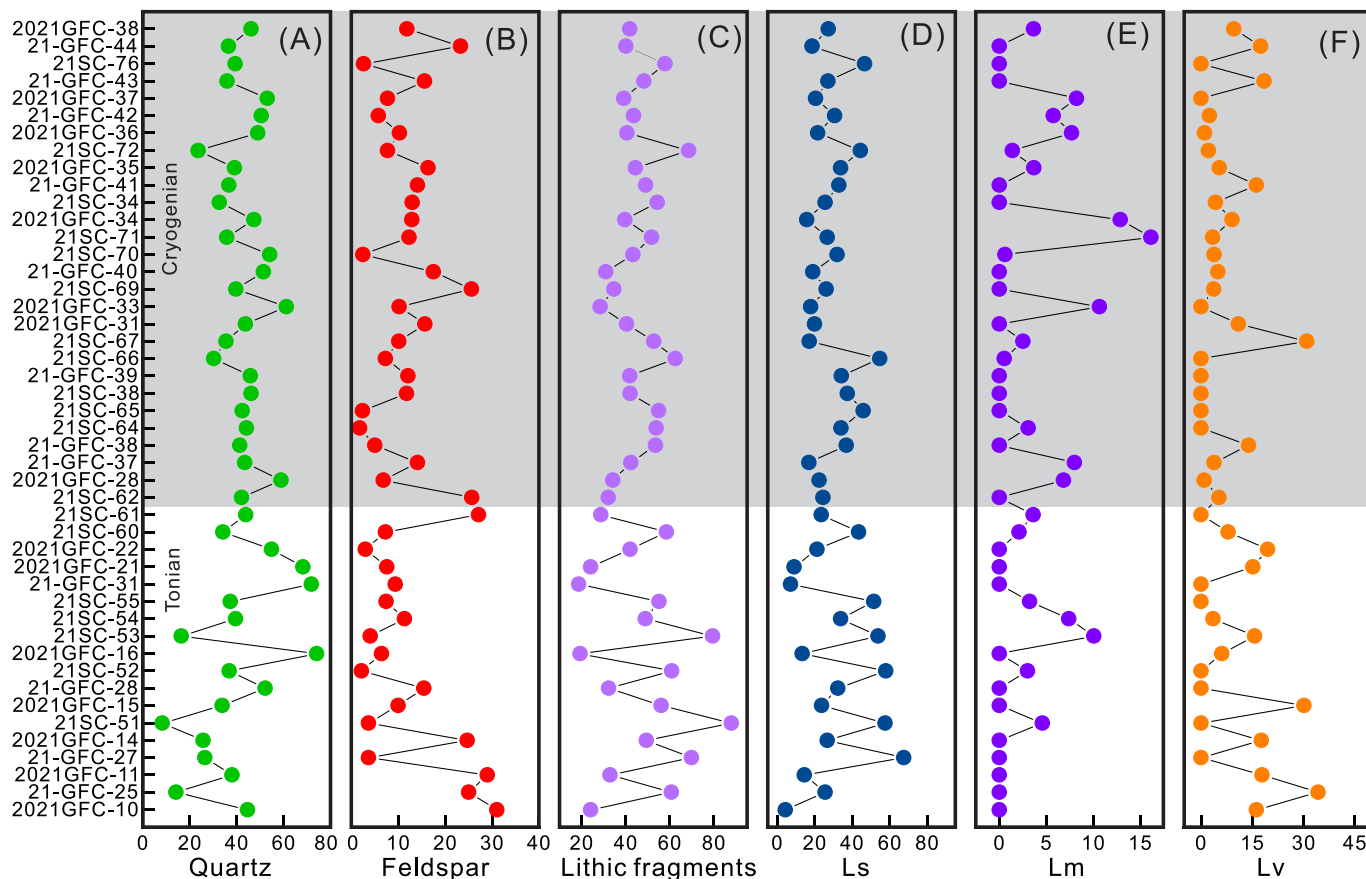 2021GFC-38
21-GFC-44
21SC-76
21-GFC-43
2021GFC-37
21-GFC-42
2021GFC-36
21SC-72
2021GFC-35
21-GFC-41
21SC-34
2021GFC-34
21SC-71
21SC-70
21-GFC-40
21SC-69
2021GFC-33
2021GFC-31
21SC-67
21SC-66
21-GFC-39
21SC-38
21SC-65
21SC-64
21-GFC-38
21-GFC-37
2021GFC-28
21SC-62
21SC-61
21SC-60
2021GFC-22
2021GFC-21
21-GFC-31
21SC-55
21SC-54
21SC-53
2021GFC-16
21SC-52
21-GFC-28
2021GFC-15
21SC-51
2021GFC-14
21-GFC-27
2021GFC-11
21-GFC-25
2021GFC-10
Cryogenian
Tonian
(A) (B) (C) (D) (E) (F)
0 20 40 60 80 0 10 20 30 40 0 20 40 60 80 0 20 40 60 80 0 5 10 15 0 15 30 45
Quartz Feldspar Lithic fragments Ls Lm Lv